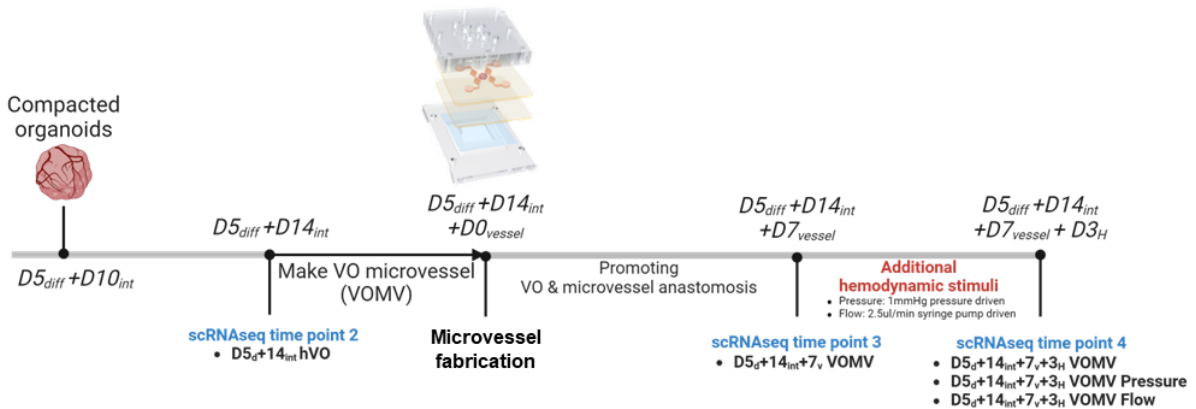 Compacted
organoids
D5diff +D10int
D5diff +D14int
Make VO microvessel
(VOMV)
scRNAseq time point 2
• D5d+14int hVO
D5diff +D14int
+D0vessel
Microvessel
fabrication
Promoting
VO & microvessel anastomosis
D5diff +D14int
+D7vessel
scRNAseq time point 3
• D5d+14int+7v VOMV
Additional
hemodynamic stimuli
• Pressure: 1mmHg pressure driven
• Flow: 2.5ul/min syringe pump driven
D5diff +D14int
+D7vessel + D3H
scRNAseq time point 4
• D5d+14int+7v+3H VOMV
• D5d+14int+7v+3H VOMV Pressure
• D5d+14int+7v+3H VOMV Flow